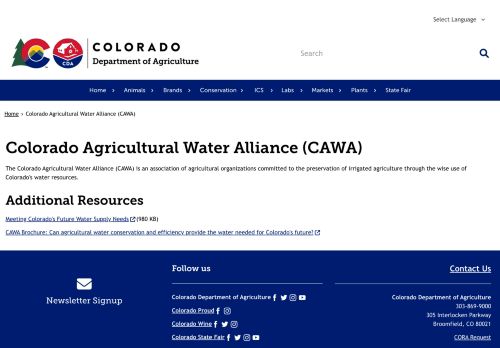 Select Language
COLORADO
Department of Agriculture
CDA
Search
Home Animals Brands Conservation ICS Labs Markets Plants State Fair
Home > Colorado Agricultural Water Alliance (CAWA)
Colorado Agricultural Water Alliance (CAWA)
The Colorado Agricultural Water Alliance (CAWA) is an association of agricultural organizations committed to the preservation of irrigated agriculture through the wise use of
Colorado's water resources.
Additional Resources
Meeting Colorado's Future Water Supply Needs (980 KB)
CAWA Brochure: Can agricultural water conservation and efficiency provide the water needed for Colorado's future?
Newsletter Signup
Follow us
Colorado Department of Agriculture
Colorado Proud
Colorado Wine
Colorado State Fair
Contact Us
Colorado Department of Agriculture
303-869-9000
305 Interlocken Parkway
Broomfield, CO 80021
CORA Request